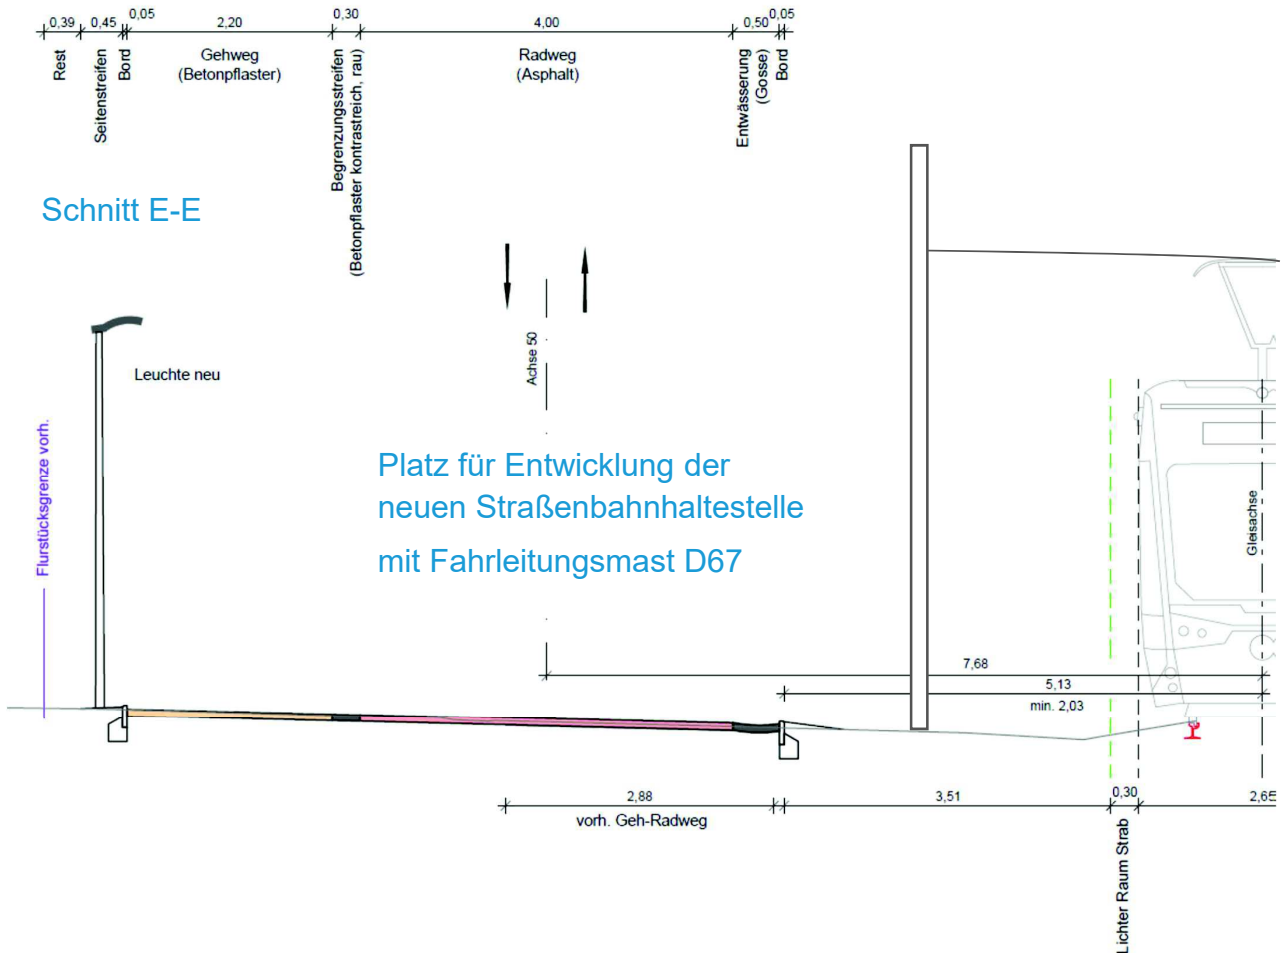 0,39 0,45 0,05 2,20 0,30 4,00 0,50 0,05
Rest
Seitenstreifen
Bord
Gehweg
(Betonpflaster)
Begrenzungsstreifen
(Betonpflaster kontrastreich, rau)
Radweg
(Asphalt)
Entwässerung
(Gosse)
Bord
Schnitt E-E
Leuchte neu
Achse 50
Flurstücksgrenze vorh.
Platz für Entwicklung der
neuen Straßenbahnhaltestelle
mit Fahrleitungsmast D67
Gleisachse
7,68
5,13
min. 2,03
2,88 3,51 0,30 2,65
vorh. Geh-Radweg
Lichter Raum Strab